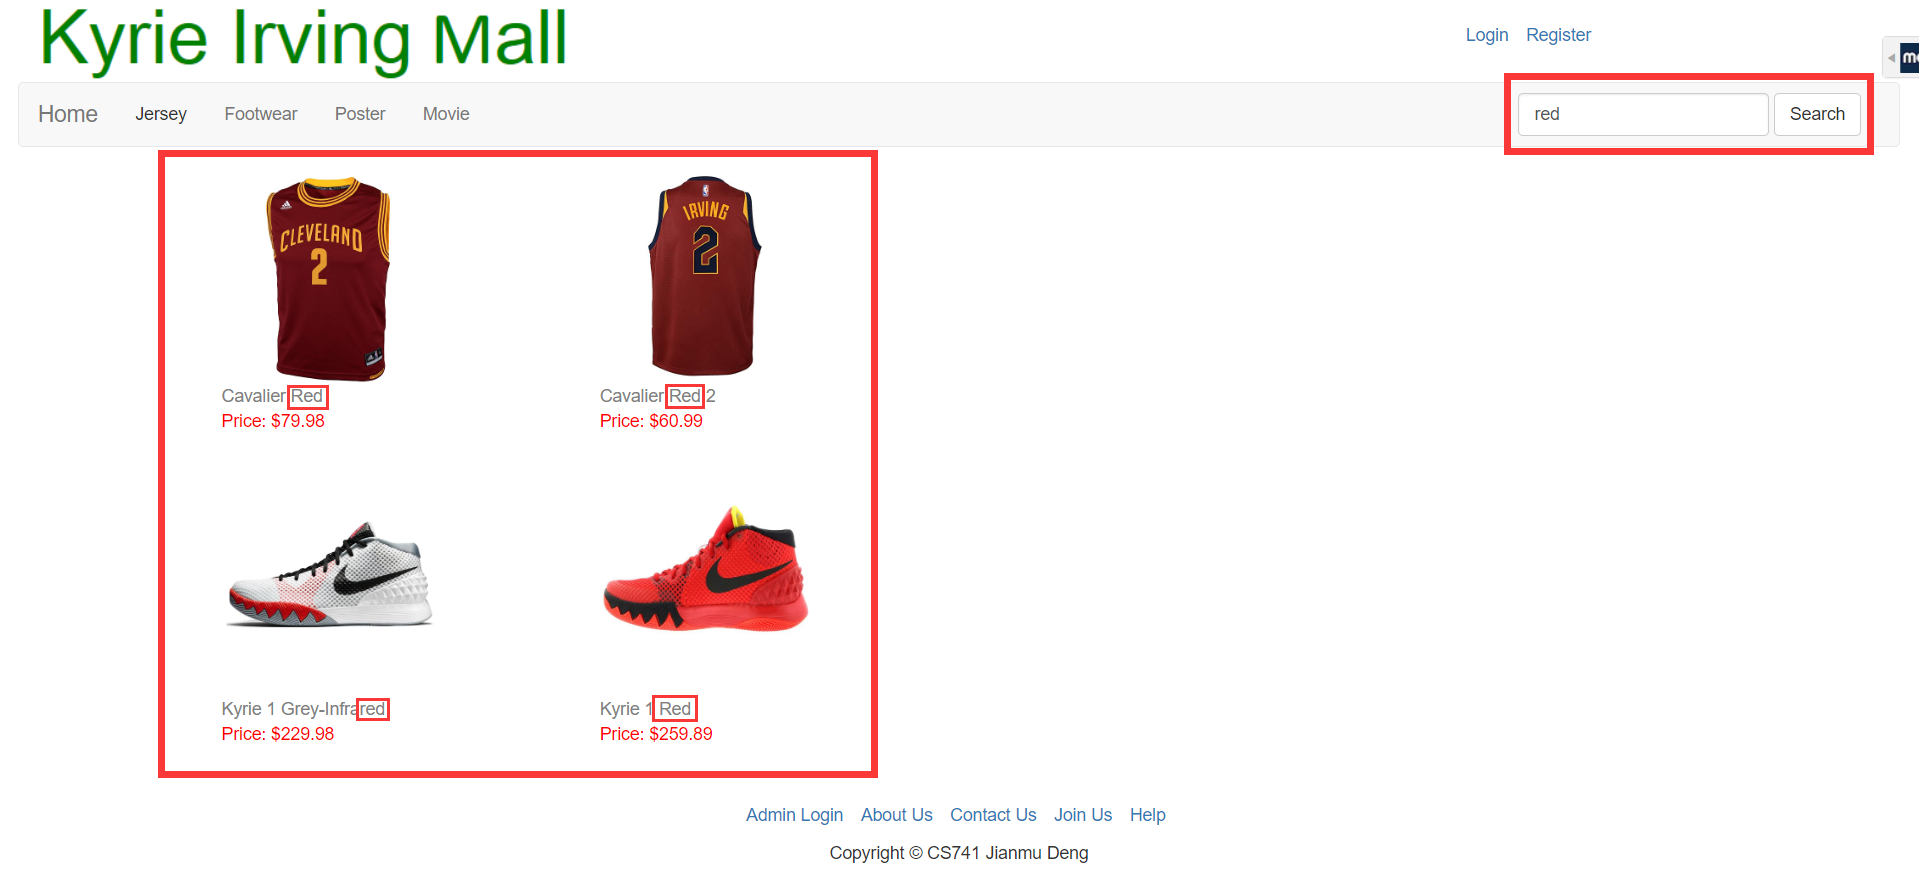 Kyrie Irving Mall
Login Register
Home Jersey Footwear Poster Movie red Search
CLEVELAND
2
IRVING
2
Cavalier Red
Price: $79.98
Cavalier Red 2
Price: $60.99
Kyrie 1 Grey-Infrared
Price: $229.98
Kyrie 1 Red
Price: $259.89
Admin Login About Us Contact Us Join Us Help
Copyright © CS741 Jianmu Deng